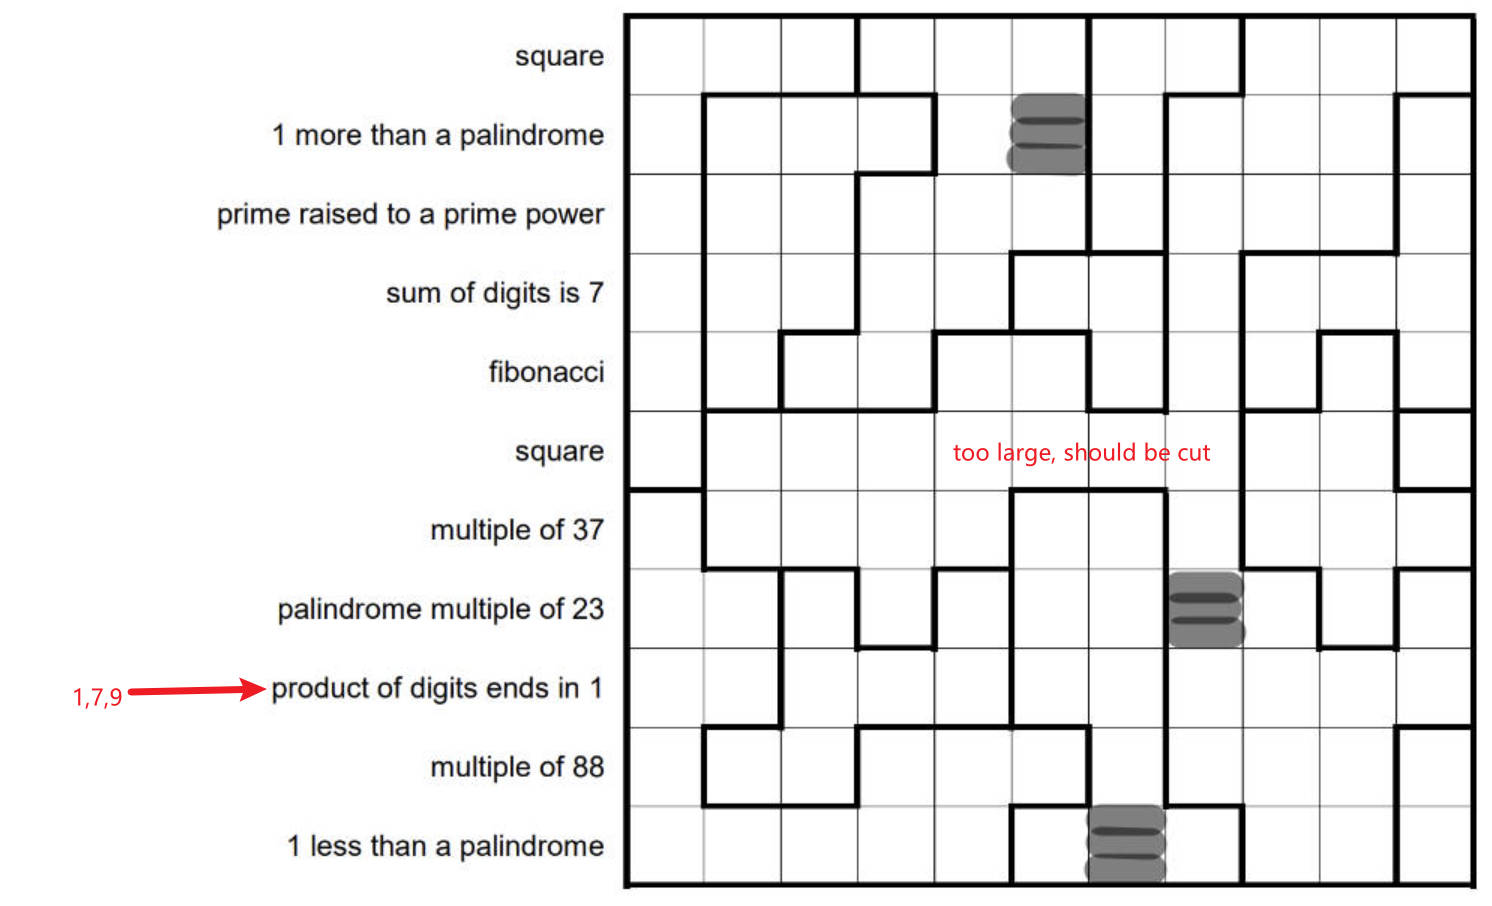 square
1 more than a palindrome
prime raised to a prime power
sum of digits is 7
fibonacci
square
too large, should be cut
multiple of 37
palindrome multiple of 23
1,7,9
product of digits ends in 1
multiple of 88
1 less than a palindrome